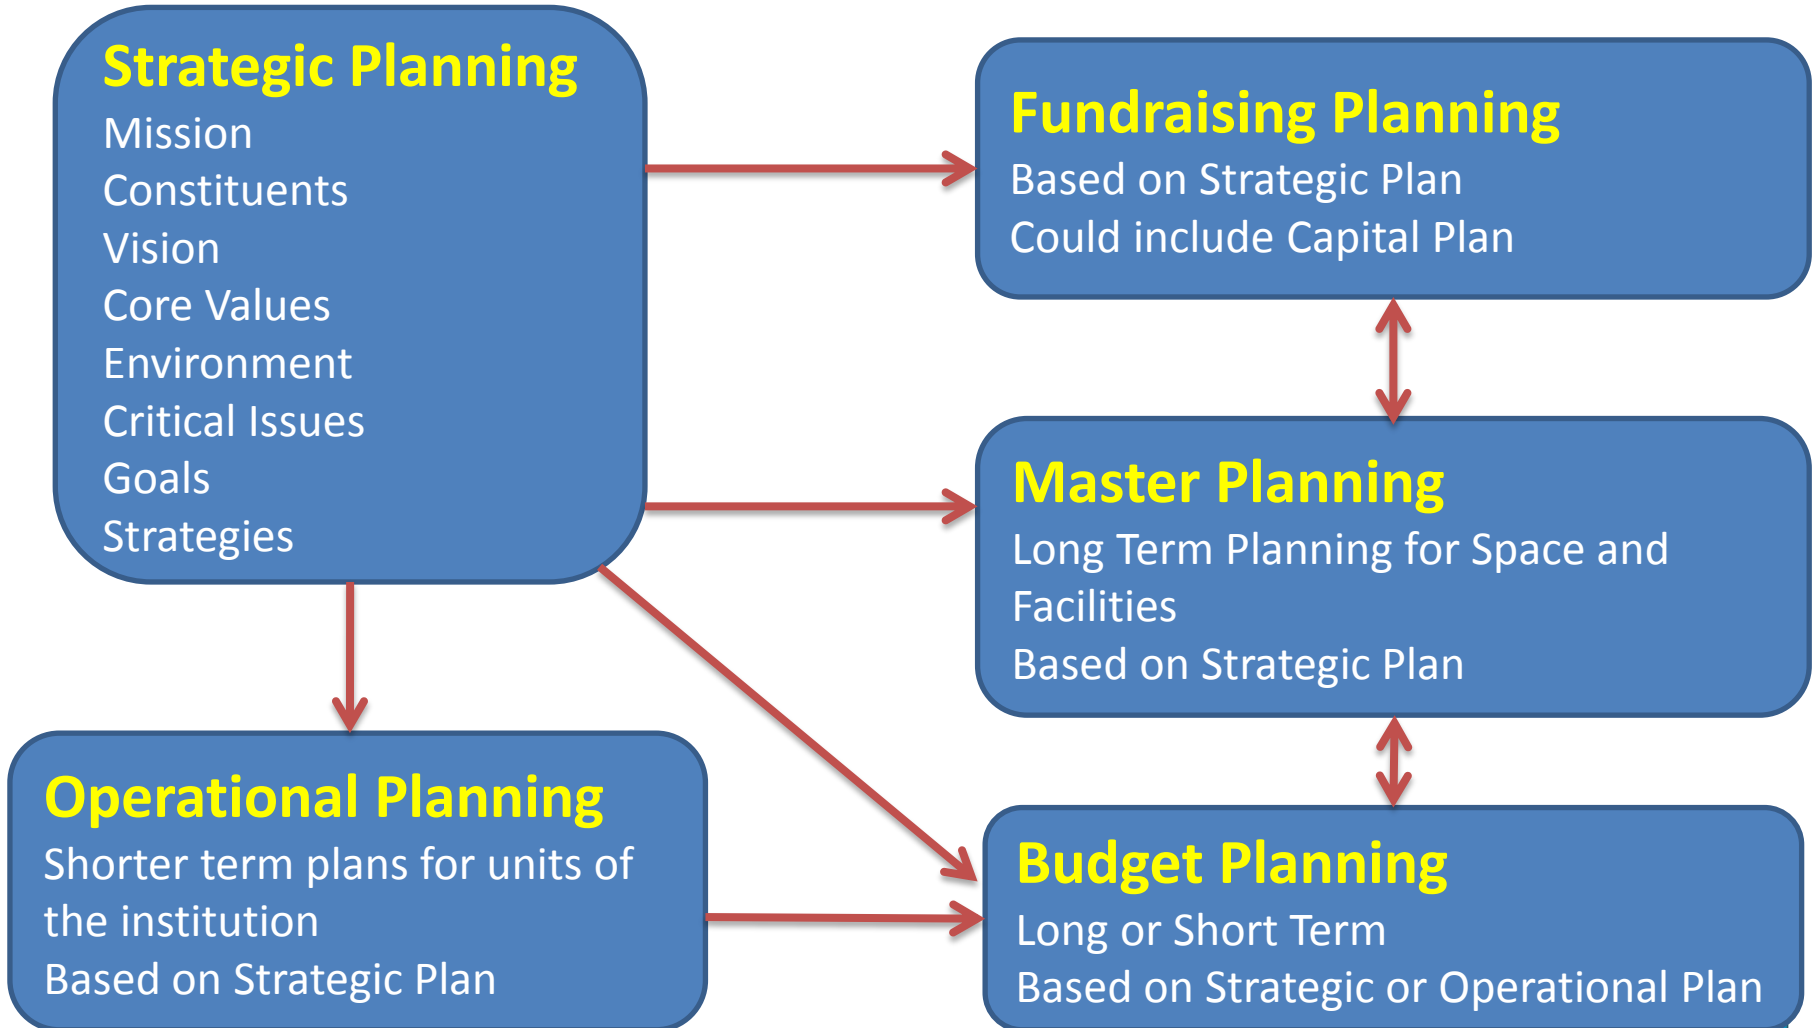 Strategic Planning
Mission
Constituents
Vision
Core Values
Environment
Critical Issues
Goals
Strategies
Fundraising Planning
Based on Strategic Plan
Could include Capital Plan
Master Planning
Long Term Planning for Space and
Facilities
Based on Strategic Plan
Operational Planning
Shorter term plans for units of
the institution
Based on Strategic Plan
Budget Planning
Long or Short Term
Based on Strategic or Operational Plan